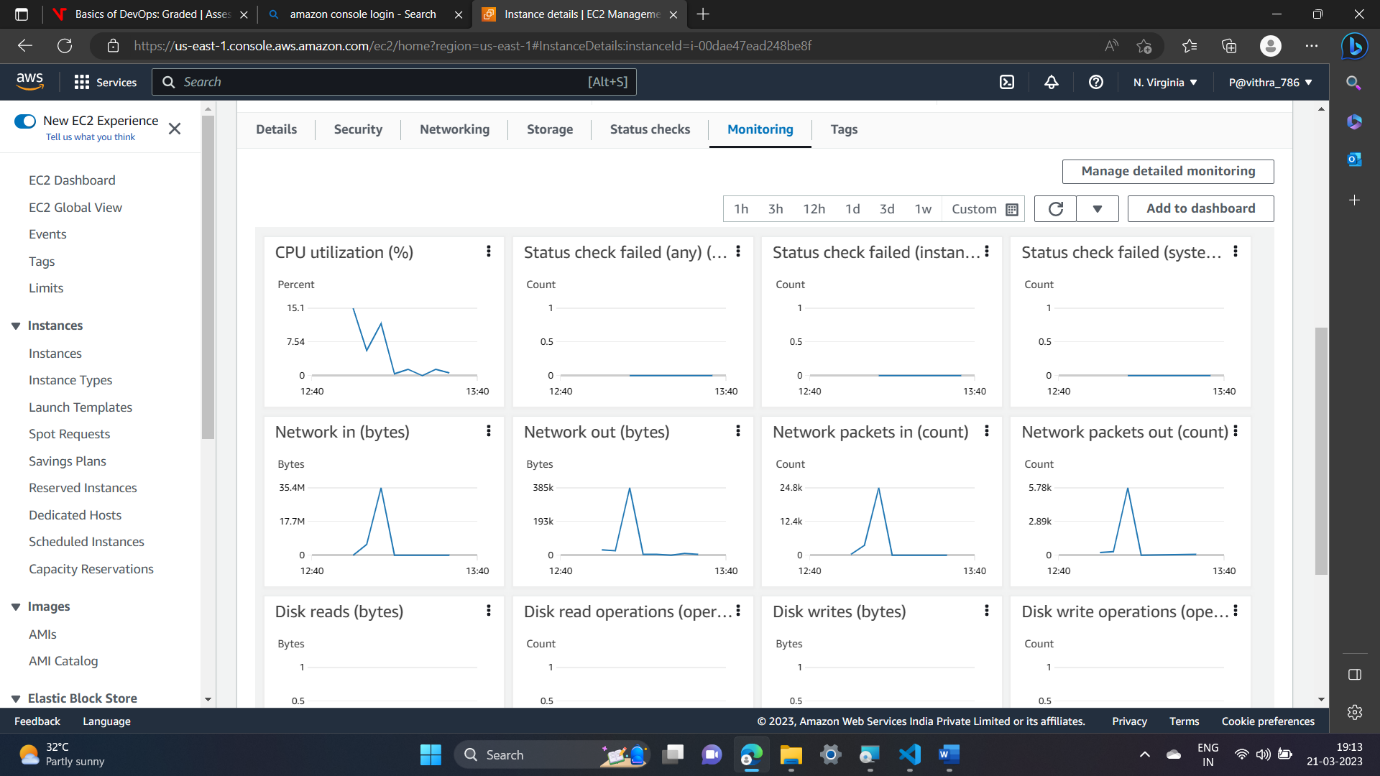 Basics of DevOps: Graded | Asses
amazon console login - Search
Instance details | EC2 Manageme
https://us-east-1.console.aws.amazon.com/ec2/home?region=us-east-1#InstanceDetails:instanceId=i-00dae47ead248be8f
aws
Services
Search
[Alt+S]
N. Virginia ▼
P@vithra_786 ▼
New EC2 Experience
Tell us what you think
EC2 Dashboard
EC2 Global View
Events
Tags
Limits
Instances
Instances
Instance Types
Launch Templates
Spot Requests
Savings Plans
Reserved Instances
Dedicated Hosts
Scheduled Instances
Capacity Reservations
Images
AMIs
AMI Catalog
Elastic Block Store
Details
Security
Networking
Storage
Status checks
Monitoring
Tags
Manage detailed monitoring
1h 3h 12h 1d 3d 1w Custom
Add to dashboard
CPU utilization (%)
Percent
15.1
7.54
0
12:40 13:40
Status check failed (any) (...
Count
1
0.5
0
12:40 13:40
Status check failed (instan...
Count
1
0.5
0
12:40 13:40
Status check failed (syste...
Count
1
0.5
0
12:40 13:40
Network in (bytes)
Bytes
35.4M
17.7M
0
12:40 13:40
Network out (bytes)
Bytes
385k
193k
0
12:40 13:40
Network packets in (count)
Count
24.8k
12.4k
0
12:40 13:40
Network packets out (count)
Count
5.78k
2.89k
0
12:40 13:40
Disk reads (bytes)
Bytes
1
0.5
Disk read operations (oper...
Count
1
0.5
Disk writes (bytes)
Bytes
1
0.5
Disk write operations (ope...
Count
1
0.5
Feedback
Language
© 2023, Amazon Web Services India Private Limited or its affiliates.
Privacy
Terms
Cookie preferences
32°C
Partly sunny
Search
ENG
IN
19:13
21-03-2023